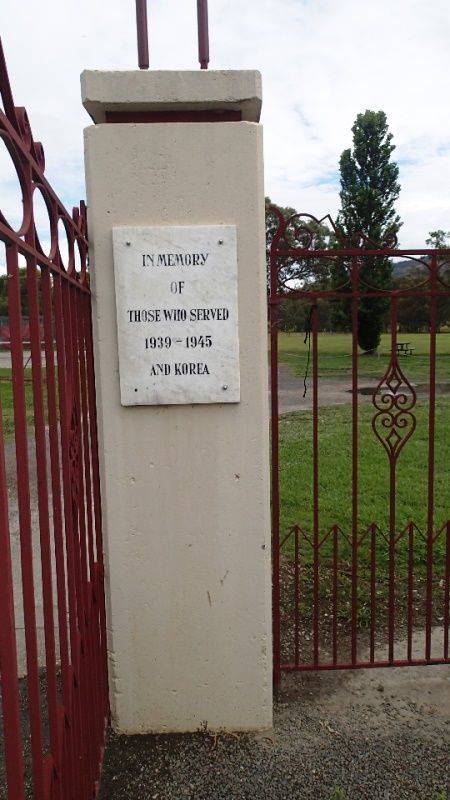 IN MEMORY
OF
THOSE WHO SERVED
1939 - 1945
AND KOREA